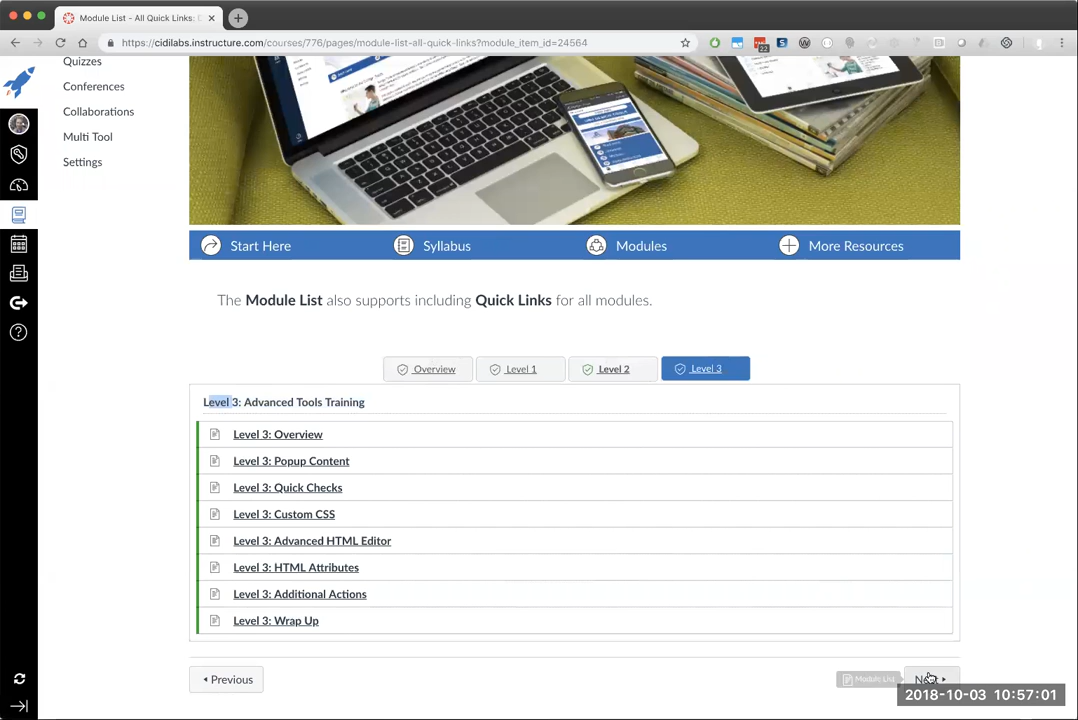 Module List - All Quick Links: C
https://cidilabs.instructure.com/courses/776/pages/module-list-all-quick-links?module_item_id=24564
22
Quizzes
Conferences
Collaborations
Multi Tool
Settings
Start Here
Syllabus
Modules
More Resources
The Module List also supports including Quick Links for all modules.
Overview
Level 1
Level 2
Level 3
Level 3: Advanced Tools Training
Level 3: Overview
Level 3: Popup Content
Level 3: Quick Checks
Level 3: Custom CSS
Level 3: Advanced HTML Editor
Level 3: HTML Attributes
Level 3: Additional Actions
Level 3: Wrap Up
Previous
Module List
Next
2018-10-03 10:57:01